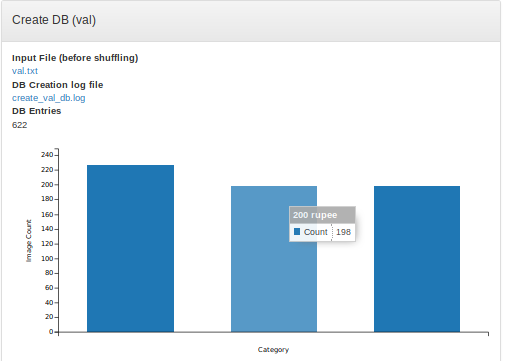 Create DB (val)
Input File (before shuffling)
val.txt
DB Creation log file
create_val_db.log
DB Entries
622
240
220
200
180
160
140
120
100
80
60
40
20
0
Image Count
200 rupee
Count 198
Category